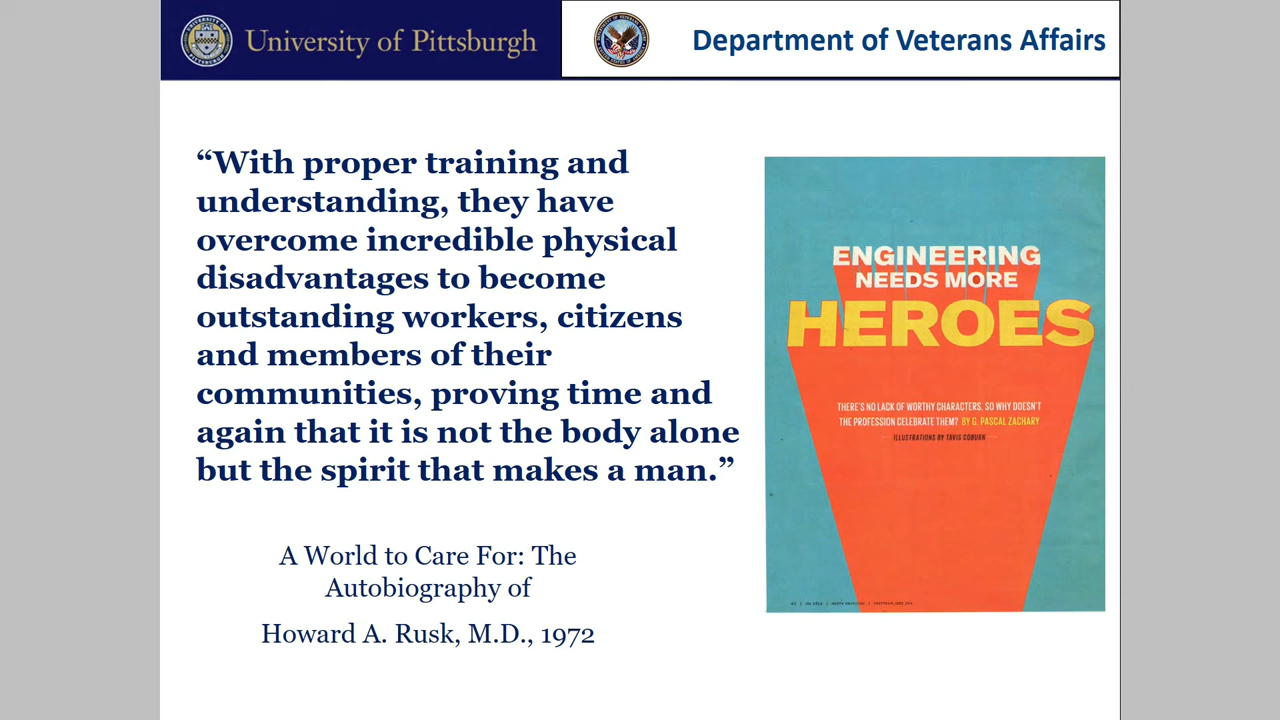 University of Pittsburgh
Department of Veterans Affairs
“With proper training and
understanding, they have
overcome incredible physical
disadvantages to become
outstanding workers, citizens
and members of their
communities, proving time and
again that it is not the body alone
but the spirit that makes a man.”
A World to Care For: The
Autobiography of
Howard A. Rusk, M.D., 1972
ENGINEERING
NEEDS MORE
HEROES
THERE'S NO LACK OF WORTHY CHARACTERS, SO WHY DOESN'T
THE PROFESSION CELEBRATE THEM? BY G. PASCAL ZACHARY
ILLUSTRATIONS BY TAVIS COBURN